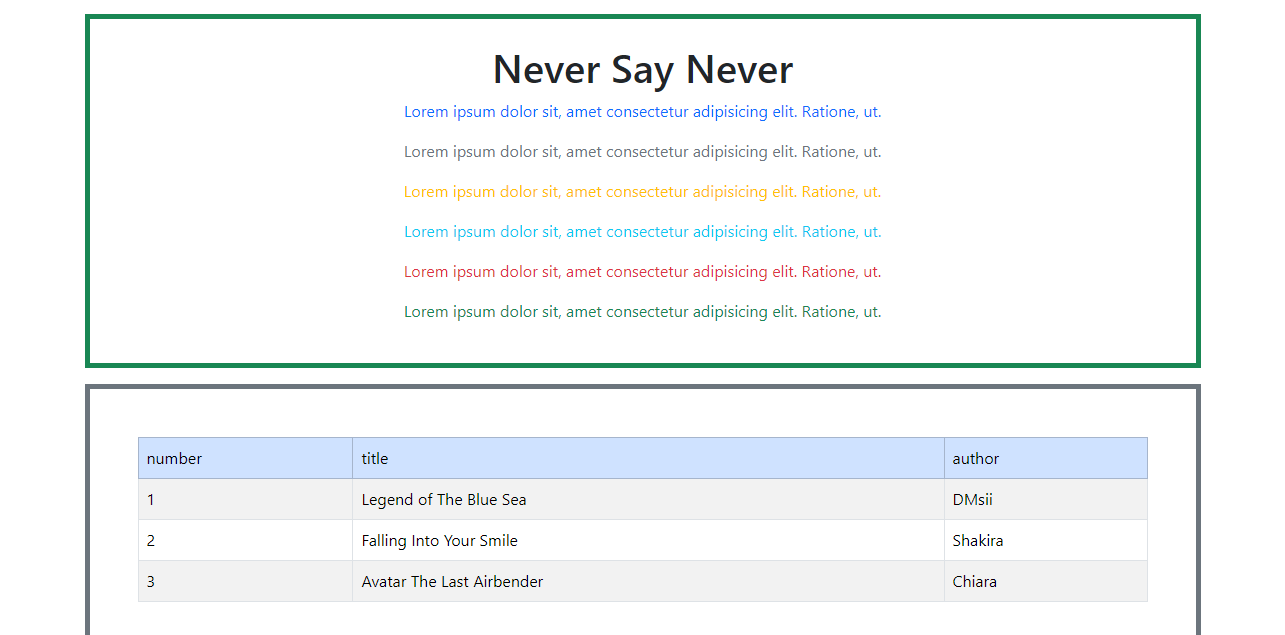 Never Say Never
Lorem ipsum dolor sit, amet consectetur adipisicing elit. Ratione, ut.
Lorem ipsum dolor sit, amet consectetur adipisicing elit. Ratione, ut.
Lorem ipsum dolor sit, amet consectetur adipisicing elit. Ratione, ut.
Lorem ipsum dolor sit, amet consectetur adipisicing elit. Ratione, ut.
Lorem ipsum dolor sit, amet consectetur adipisicing elit. Ratione, ut.
Lorem ipsum dolor sit, amet consectetur adipisicing elit. Ratione, ut.
number title author
1 Legend of The Blue Sea DMsii
2 Falling Into Your Smile Shakira
3 Avatar The Last Airbender Chiara